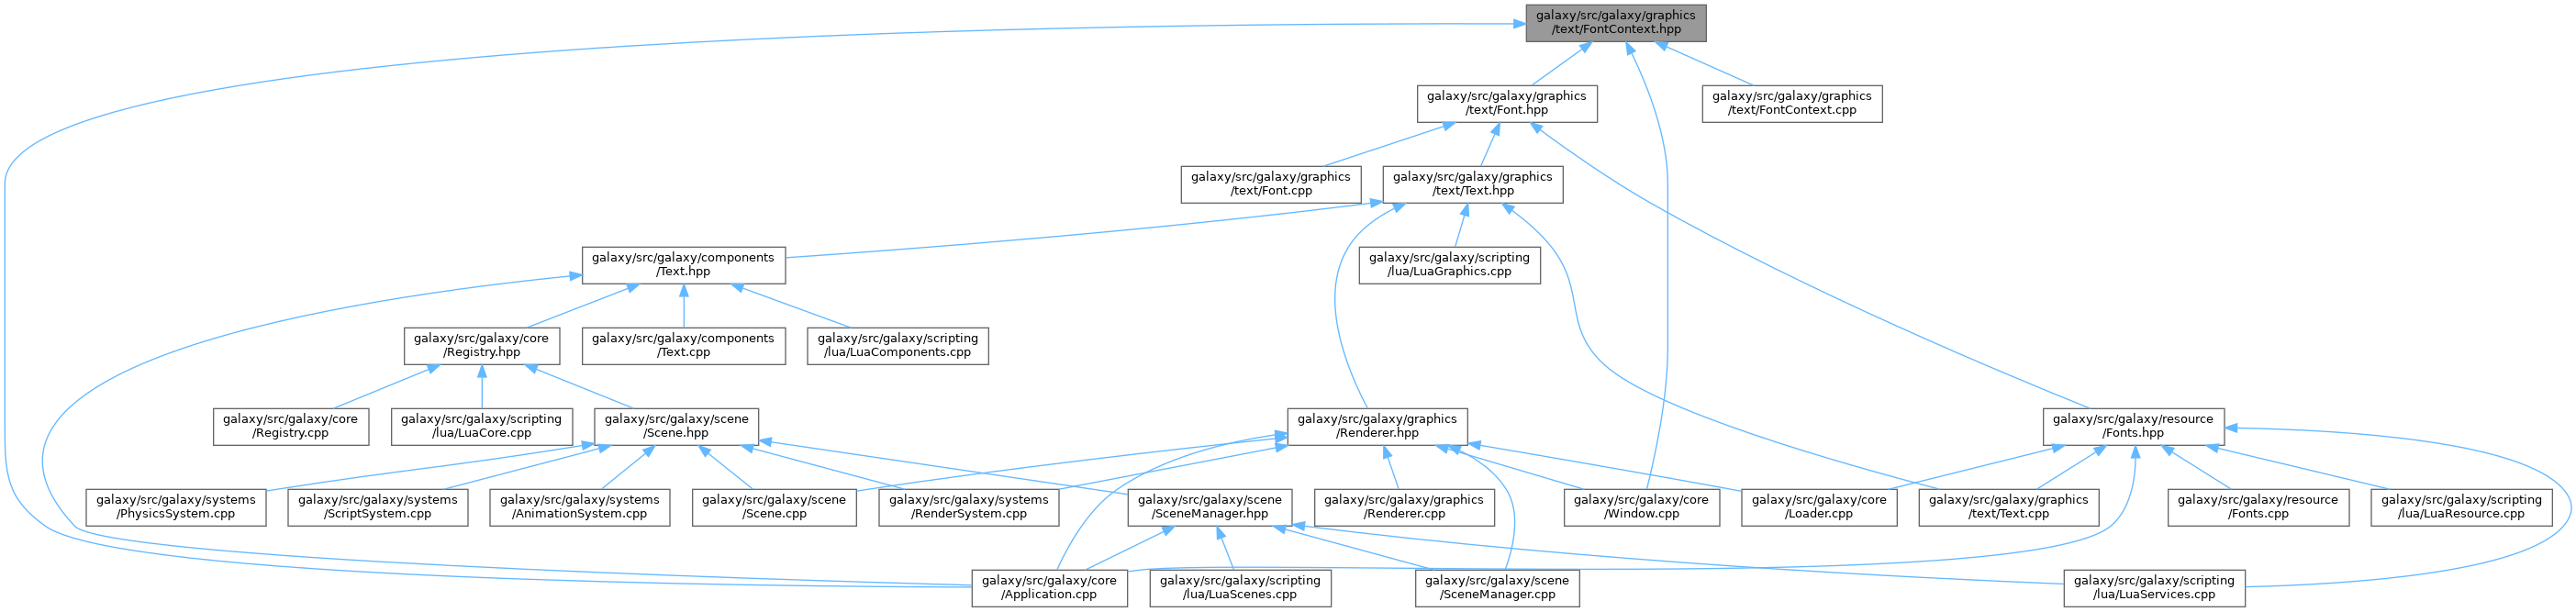 galaxy/src/galaxy/graphics
/text/FontContext.hpp
galaxy/src/galaxy/graphics
/text/Font.hpp
galaxy/src/galaxy/graphics
/text/FontContext.cpp
galaxy/src/galaxy/graphics
/text/Font.cpp
galaxy/src/galaxy/graphics
/text/Text.hpp
galaxy/src/galaxy/components
/Text.hpp
galaxy/src/galaxy/scripting
/lua/LuaGraphics.cpp
galaxy/src/galaxy/core
/Registry.hpp
galaxy/src/galaxy/components
/Text.cpp
galaxy/src/galaxy/scripting
/lua/LuaComponents.cpp
galaxy/src/galaxy/core
/Registry.cpp
galaxy/src/galaxy/scripting
/lua/LuaCore.cpp
galaxy/src/galaxy/scene
/Scene.hpp
galaxy/src/galaxy/graphics
/Renderer.hpp
galaxy/src/galaxy/resource
/Fonts.hpp
galaxy/src/galaxy/systems
/PhysicsSystem.cpp
galaxy/src/galaxy/systems
/ScriptSystem.cpp
galaxy/src/galaxy/systems
/AnimationSystem.cpp
galaxy/src/galaxy/scene
/Scene.cpp
galaxy/src/galaxy/systems
/RenderSystem.cpp
galaxy/src/galaxy/scene
/SceneManager.hpp
galaxy/src/galaxy/graphics
/Renderer.cpp
galaxy/src/galaxy/core
/Window.cpp
galaxy/src/galaxy/core
/Loader.cpp
galaxy/src/galaxy/graphics
/text/Text.cpp
galaxy/src/galaxy/resource
/Fonts.cpp
galaxy/src/galaxy/scripting
/lua/LuaResource.cpp
galaxy/src/galaxy/core
/Application.cpp
galaxy/src/galaxy/scripting
/lua/LuaScenes.cpp
galaxy/src/galaxy/scene
/SceneManager.cpp
galaxy/src/galaxy/scripting
/lua/LuaServices.cpp